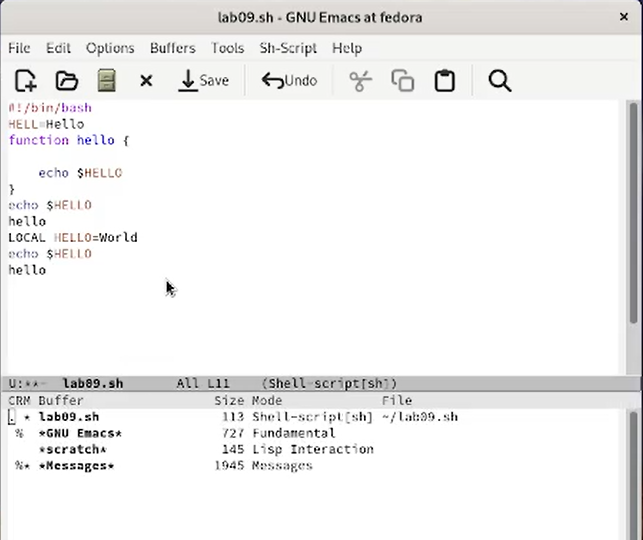 lab09.sh - GNU Emacs at fedora
File Edit Options Buffers Tools Sh-Script Help
Save Undo
#!/bin/bash
HELL=Hello
function hello {
echo $HELLO
}
echo $HELLO
hello
LOCAL HELLO=World
echo $HELLO
hello
U:**- lab09.sh All L11 (Shell-script[sh])
CRM Buffer Size Mode File
. * lab09.sh 113 Shell-script[sh] ~/lab09.sh
% *GNU Emacs* 727 Fundamental
*scratch* 145 Lisp Interaction
%* *Messages* 1945 Messages